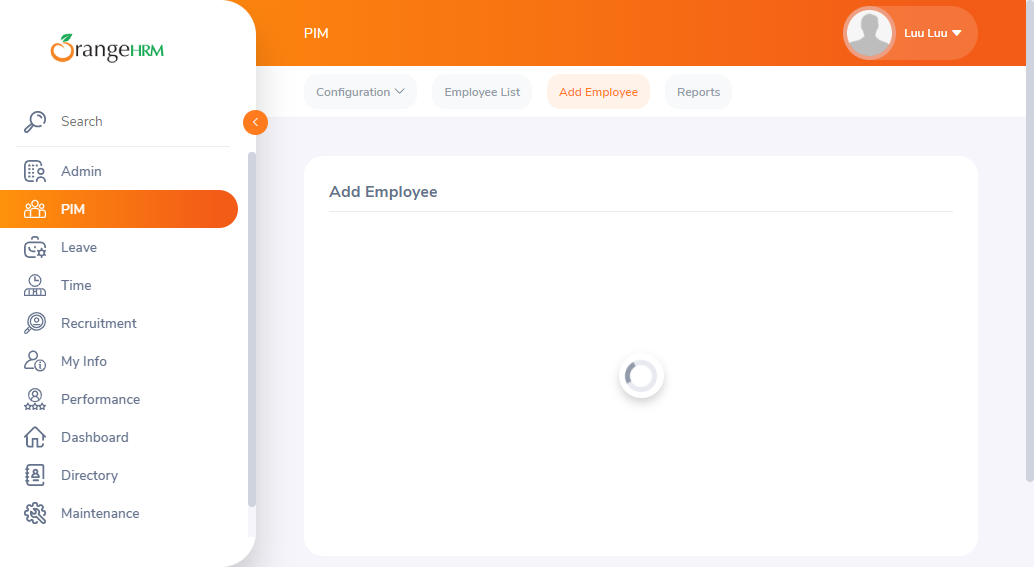 OrangeHRM
PIM
Luu Luu
Configuration
Employee List
Add Employee
Reports
Search
Admin
PIM
Leave
Time
Recruitment
My Info
Performance
Dashboard
Directory
Maintenance
Add Employee